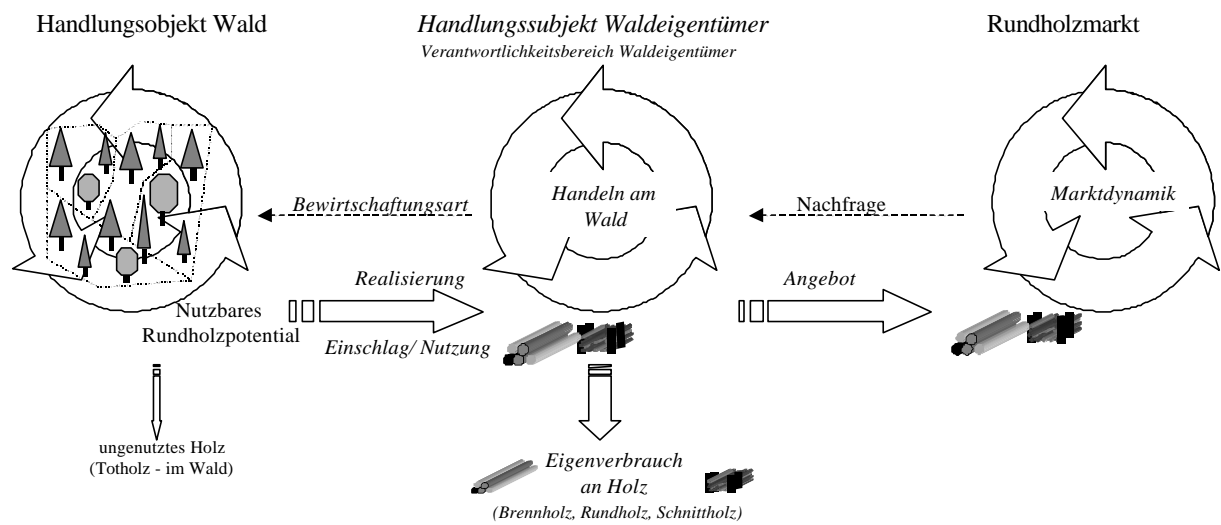 Handlungsobjekt Wald
Handlungssubjekt Waldeigentümer
Verantwortlichkeitsbereich Waldeigentümer
Rundholzmarkt
Handeln am
Wald
Marktdynamik
Bewirtschaftungsart
Nachfrage
Realisierung
Angebot
Nutzbares
Rundholzpotential
Einschlag/ Nutzung
ungenutztes Holz
(Totholz - im Wald)
Eigenverbrauch
an Holz
(Brennholz, Rundholz, Schnittholz)